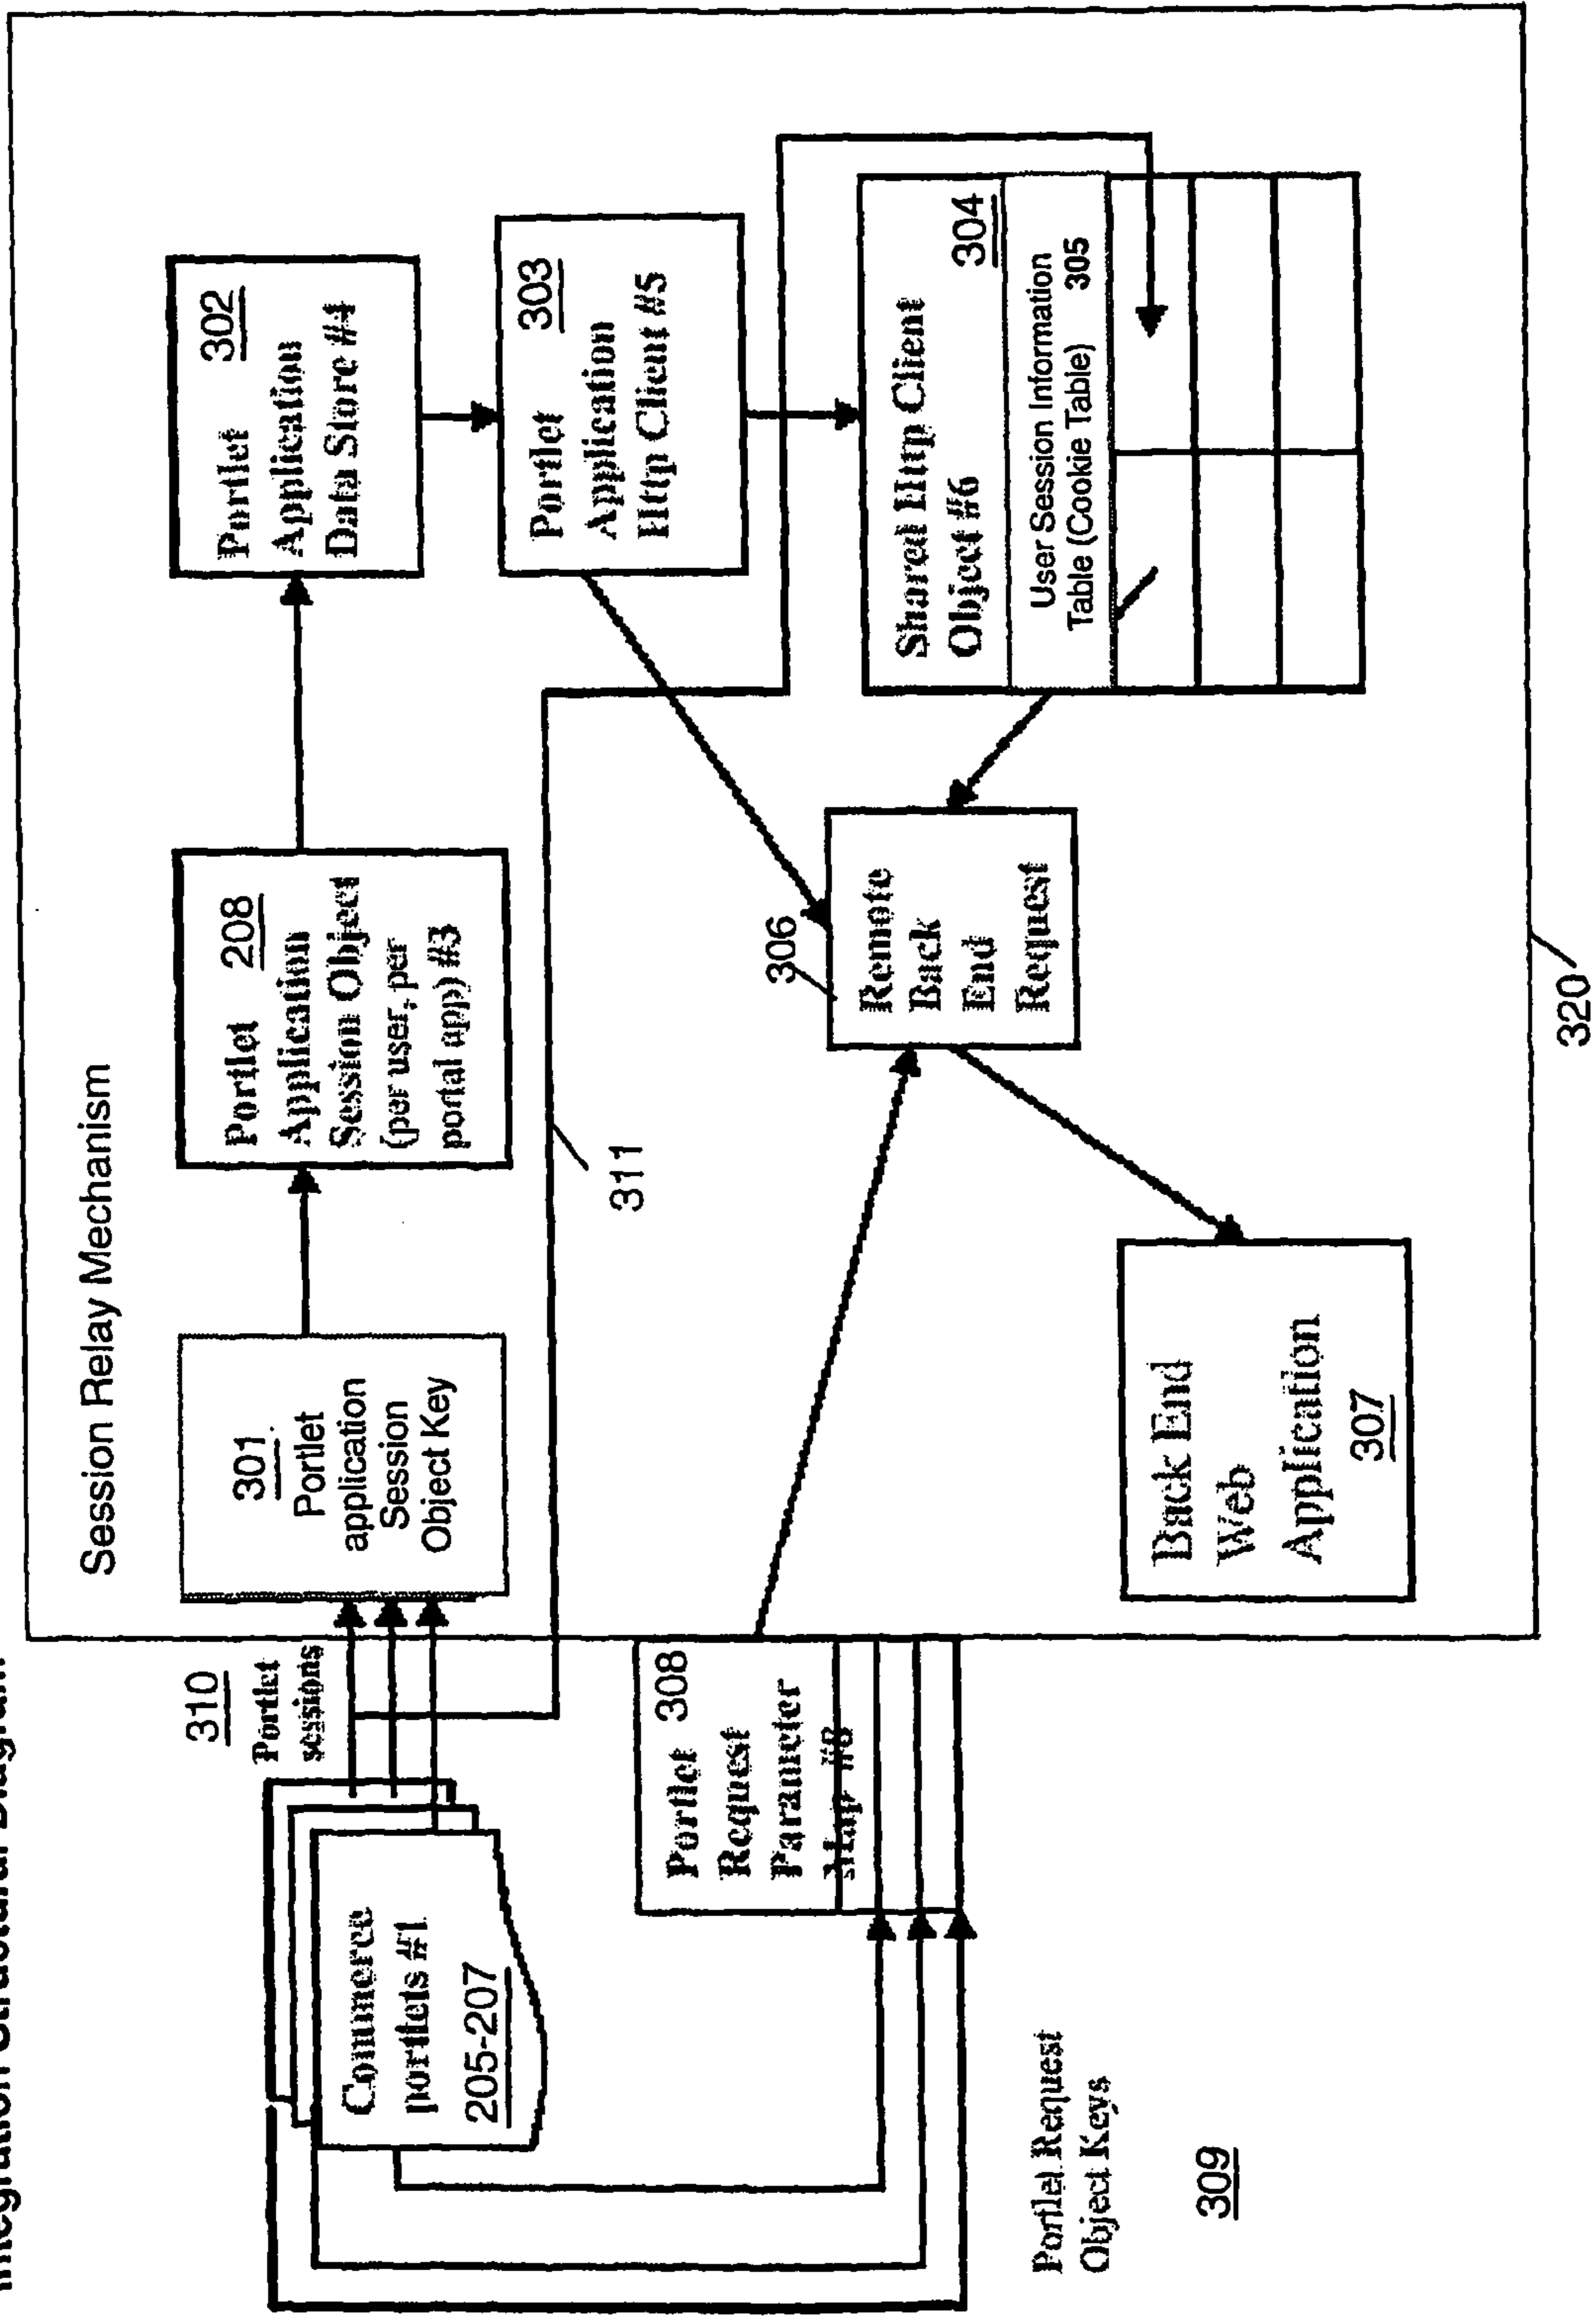 Integration Structural Diagram
Session Relay Mechanism
310
Portlet
sessions
301
Portlet
application
Session
Object Key
Portlet 208
Application
Session Object
(per user, per
portal app) #3
302
Portlet
Application
Data Store #4
303
Portlet
Application
Http Client #5
Commerce
portlets #1
205-207
311
306
Remote
Back
End
Request
Shared Http Client
Object #6 304
User Session Information
Table (Cookie Table) 305
Portlet 308
Request
Parameter
Map #8
Back End
Web
Application
307
Portlet Request
Object Keys
309
320